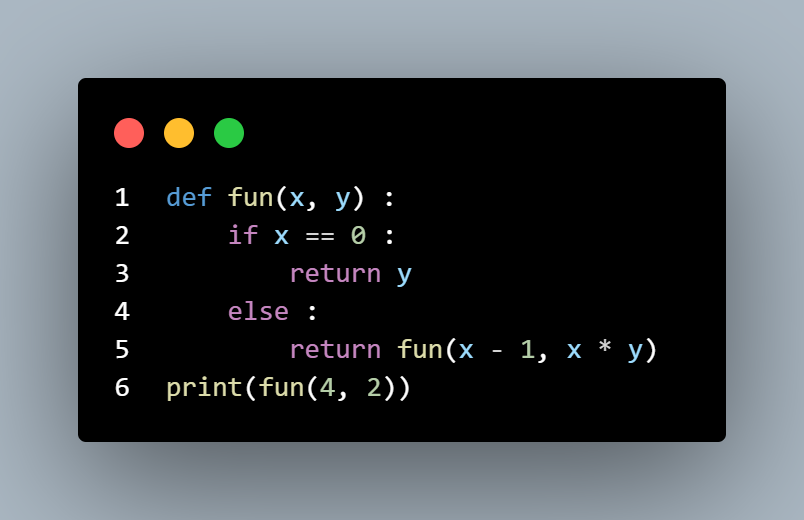 1 def fun(x, y) :
2     if x == 0 :
3         return y
4     else :
5         return fun(x - 1, x * y)
6 print(fun(4, 2))